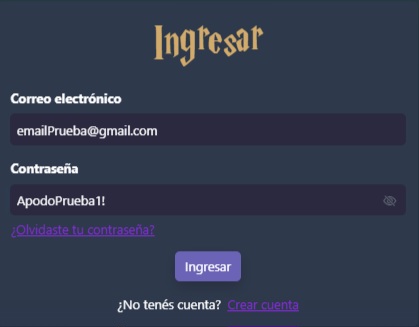 Ingresar
Correo electrónico
emailPrueba@gmail.com
Contraseña
ApodoPrueba1!
¿Olvidaste tu contraseña?
Ingresar
¿No tenés cuenta? Crear cuenta